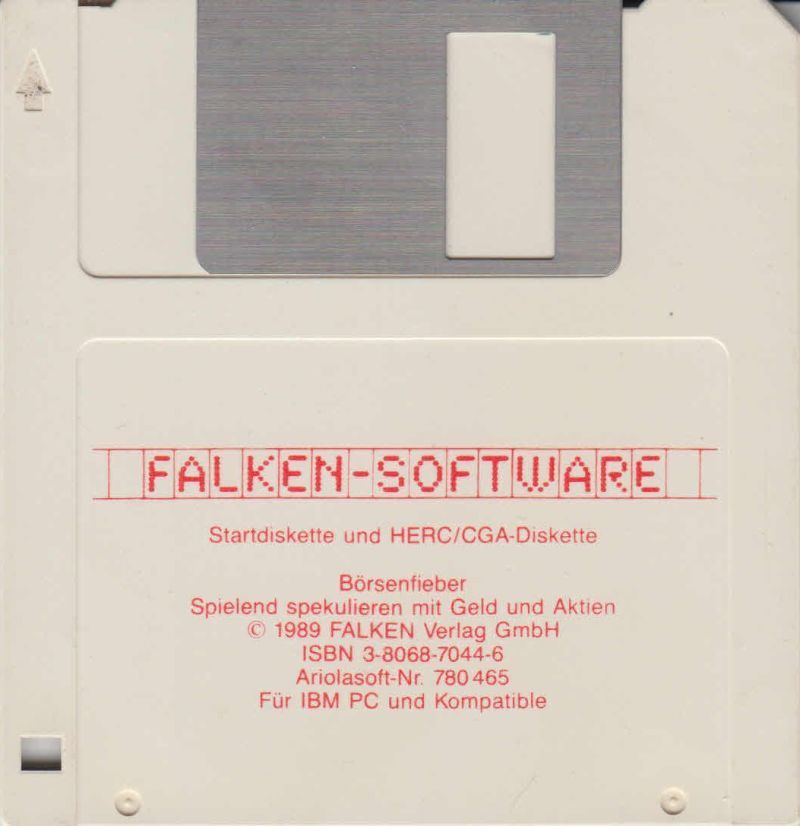 FALKEN-SOFTWARE
Startdiskette und HERC/CGA-Diskette
Börsenfieber
Spielend spekulieren mit Geld und Aktien
© 1989 FALKEN Verlag GmbH
ISBN 3-8068-7044-6
Ariolasoft-Nr. 780 465
Für IBM PC und Kompatible